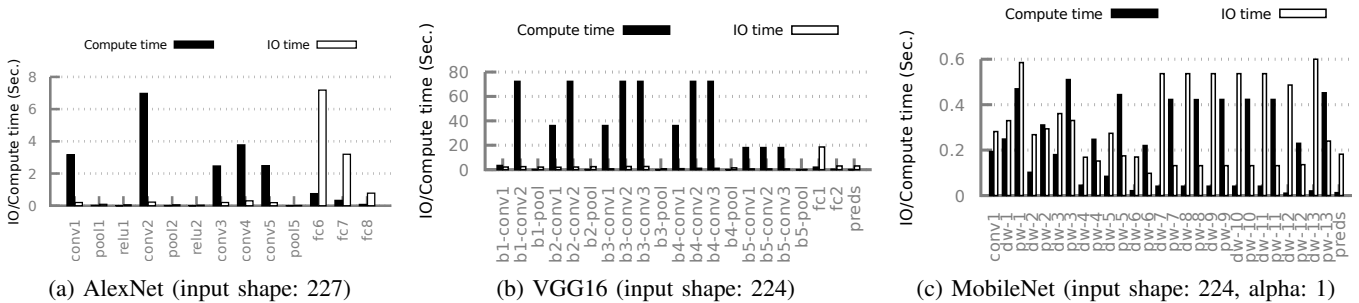 Compute time IO time
IO/Compute time (Sec.)
8
6
4
2
0
conv1
pool1
relu1
conv2
pool2
relu2
conv3
conv4
conv5
pool5
fc6
fc7
fc8
(a) AlexNet (input shape: 227)
Compute time IO time
IO/Compute time (Sec.)
80
60
40
20
0
b1-conv1
b1-conv2
b1-pool
b2-conv1
b2-conv2
b2-pool
b3-conv1
b3-conv2
b3-conv3
b3-pool
b4-conv1
b4-conv2
b4-conv3
b4-pool
b5-conv1
b5-conv2
b5-conv3
b5-pool
fc1
fc2
preds
(b) VGG16 (input shape: 224)
Compute time IO time
IO/Compute time (Sec.)
0.6
0.4
0.2
0
conv1
dw-1
pw-1
dw-2
pw-2
dw-3
pw-3
dw-4
pw-4
dw-5
pw-5
dw-6
pw-6
dw-7
pw-7
dw-8
pw-8
dw-9
pw-9
dw-10
pw-10
dw-11
pw-11
dw-12
pw-12
dw-13
pw-13
preds
(c) MobileNet (input shape: 224, alpha: 1)